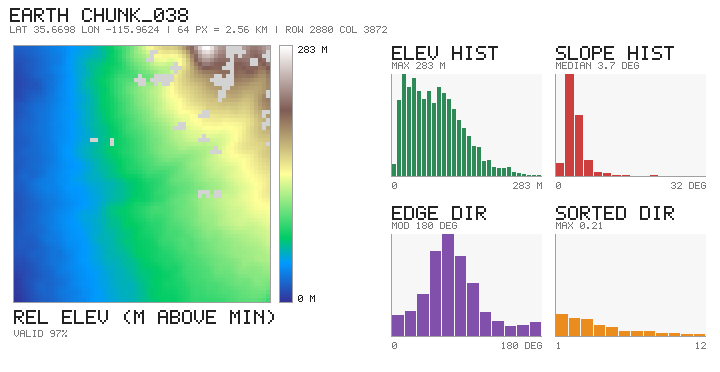 EARTH CHUNK_038
LAT 35.6698 LON -115.9624 | 64 PX = 2.56 KM | ROW 2880 COL 3872
283 M
0 M
REL ELEV (M ABOVE MIN)
VALID 97%
ELEV HIST
MAX 283 M
0 283 M
SLOPE HIST
MEDIAN 3.7 DEG
0 32 DEG
EDGE DIR
MOD 180 DEG
0 180 DEG
SORTED DIR
MAX 0.21
1 12